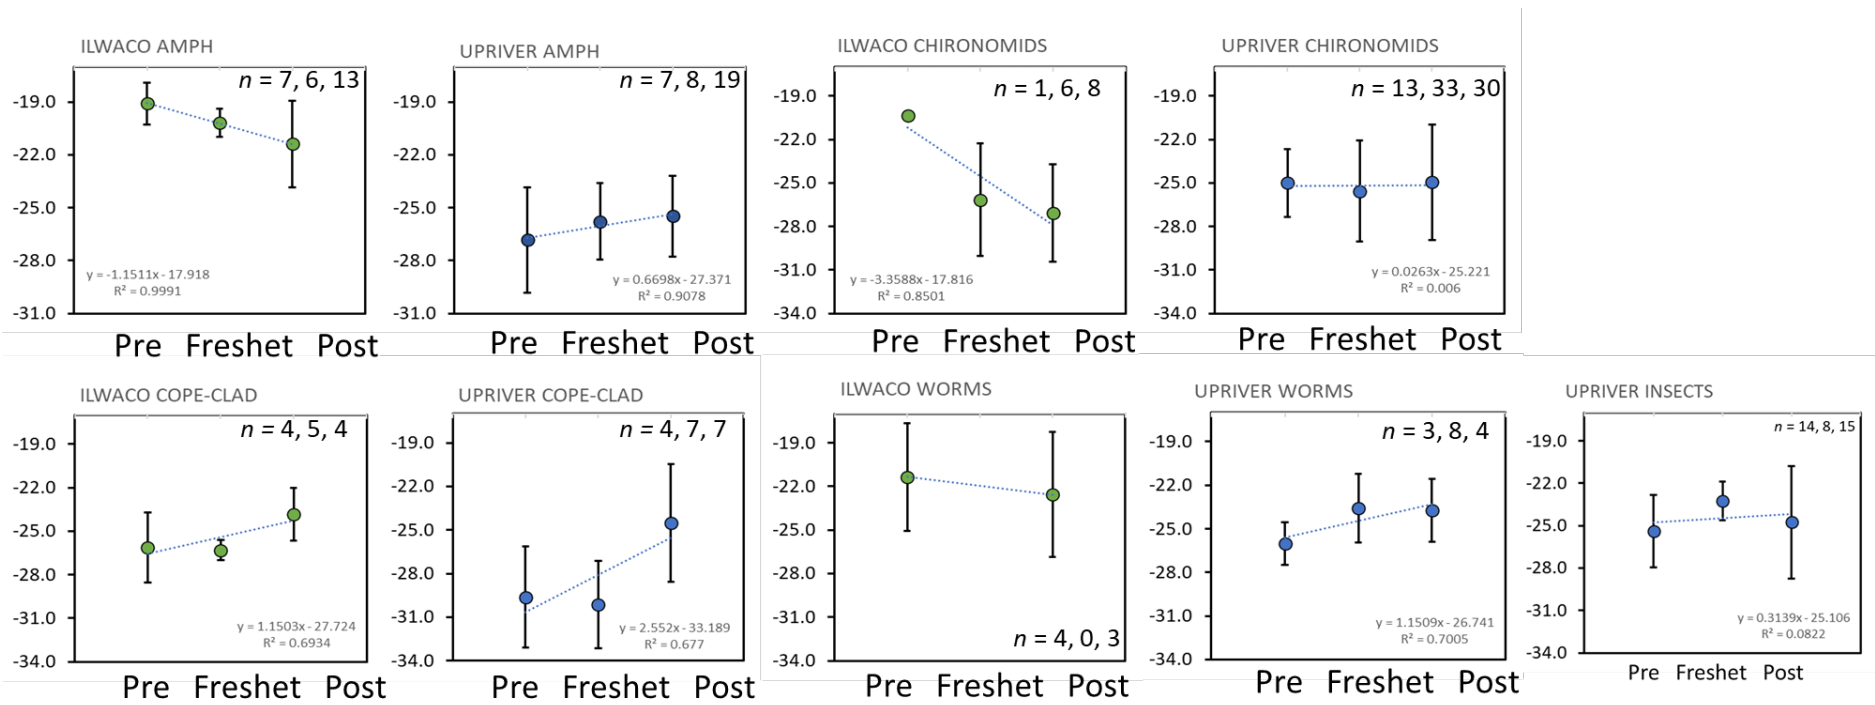 ILWACO AMPH
n = 7, 6, 13
-19.0
-22.0
-25.0
-28.0
-31.0
y = -1.1511x - 17.918
R² = 0.9991
Pre Freshet Post
UPRIVER AMPH
n = 7, 8, 19
-19.0
-22.0
-25.0
-28.0
-31.0
y = 0.6698x - 27.371
R² = 0.9078
Pre Freshet Post
ILWACO CHIRONOMIDS
n = 1, 6, 8
-19.0
-22.0
-25.0
-28.0
-31.0
-34.0
y = -3.3588x - 17.816
R² = 0.8501
Pre Freshet Post
UPRIVER CHIRONOMIDS
n = 13, 33, 30
-19.0
-22.0
-25.0
-28.0
-31.0
-34.0
y = 0.0263x - 25.221
R² = 0.006
Pre Freshet Post
ILWACO COPE-CLAD
n = 4, 5, 4
-19.0
-22.0
-25.0
-28.0
-31.0
-34.0
y = 1.1503x - 27.724
R² = 0.6934
Pre Freshet Post
UPRIVER COPE-CLAD
n = 4, 7, 7
-19.0
-22.0
-25.0
-28.0
-31.0
-34.0
y = 2.552x - 33.189
R² = 0.677
Pre Freshet Post
ILWACO WORMS
-19.0
-22.0
-25.0
-28.0
-31.0
-34.0
n = 4, 0, 3
Pre Freshet Post
UPRIVER WORMS
n = 3, 8, 4
-19.0
-22.0
-25.0
-28.0
-31.0
-34.0
y = 1.1509x - 26.741
R² = 0.7005
Pre Freshet Post
UPRIVER INSECTS
n = 14, 8, 15
-19.0
-22.0
-25.0
-28.0
-31.0
-34.0
y = 0.3139x - 25.106
R² = 0.0822
Pre Freshet Post